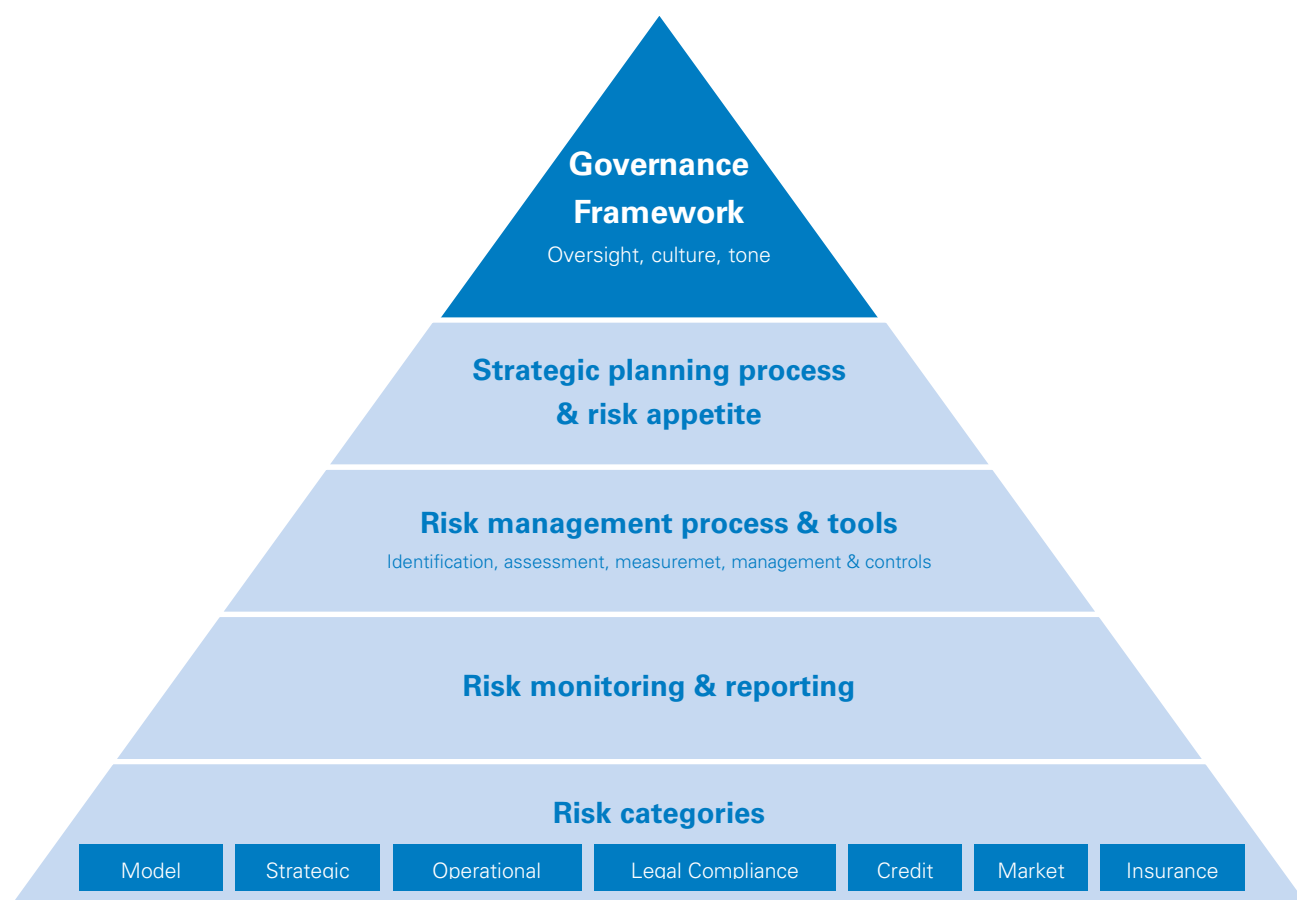 Governance
Framework
Oversight, culture, tone
Strategic planning process
& risk appetite
Risk management process & tools
Identification, assessment, measuremet, management & controls
Risk monitoring & reporting
Risk categories
Model Strategic Operational Legal Compliance Credit Market Insurance